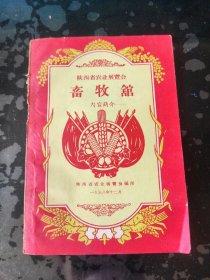 陕西省农业展览会
畜牧馆
内容简介
陕西省农业展览会编印
一九五八年十二月